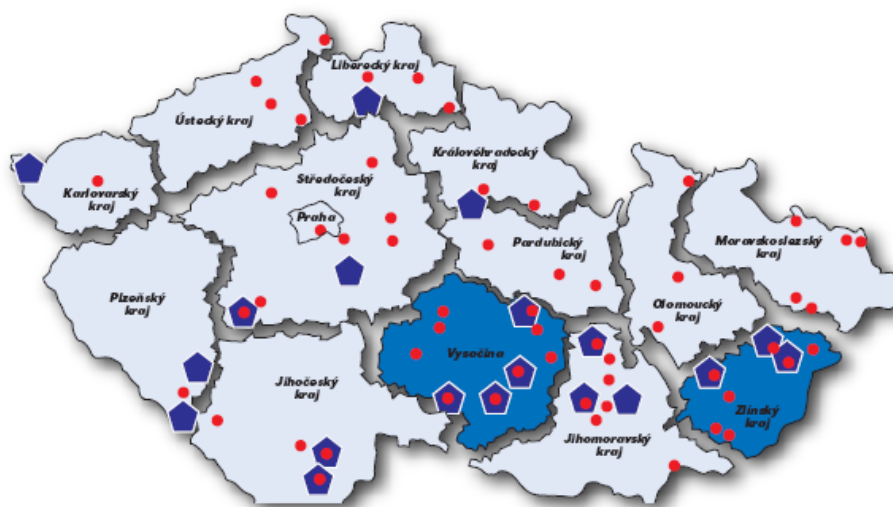 Liberecký kraj
Ústecký kraj
Královéhradecký
kraj
Karlovarský
kraj
Středočeský
kraj
Praha
Pardubický
kraj
Moravskoslezský
kraj
Plzeňský
kraj
Olomoucký
kraj
Vysočina
Jihočeský
kraj
Zlínský
kraj
Jihomoravský
kraj